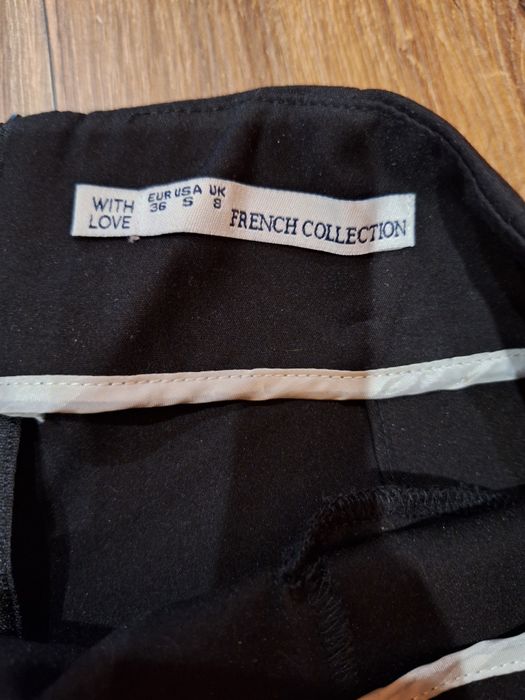 WITH
LOVE
EUR USA UK
36 S 8
FRENCH COLLECTION